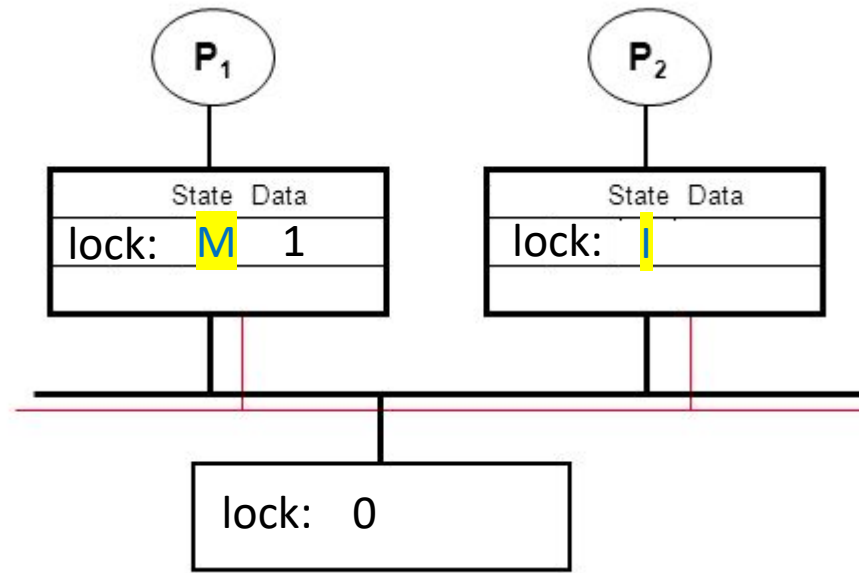 P₁ P₂
State Data State Data
lock: M 1 lock: I
lock: 0